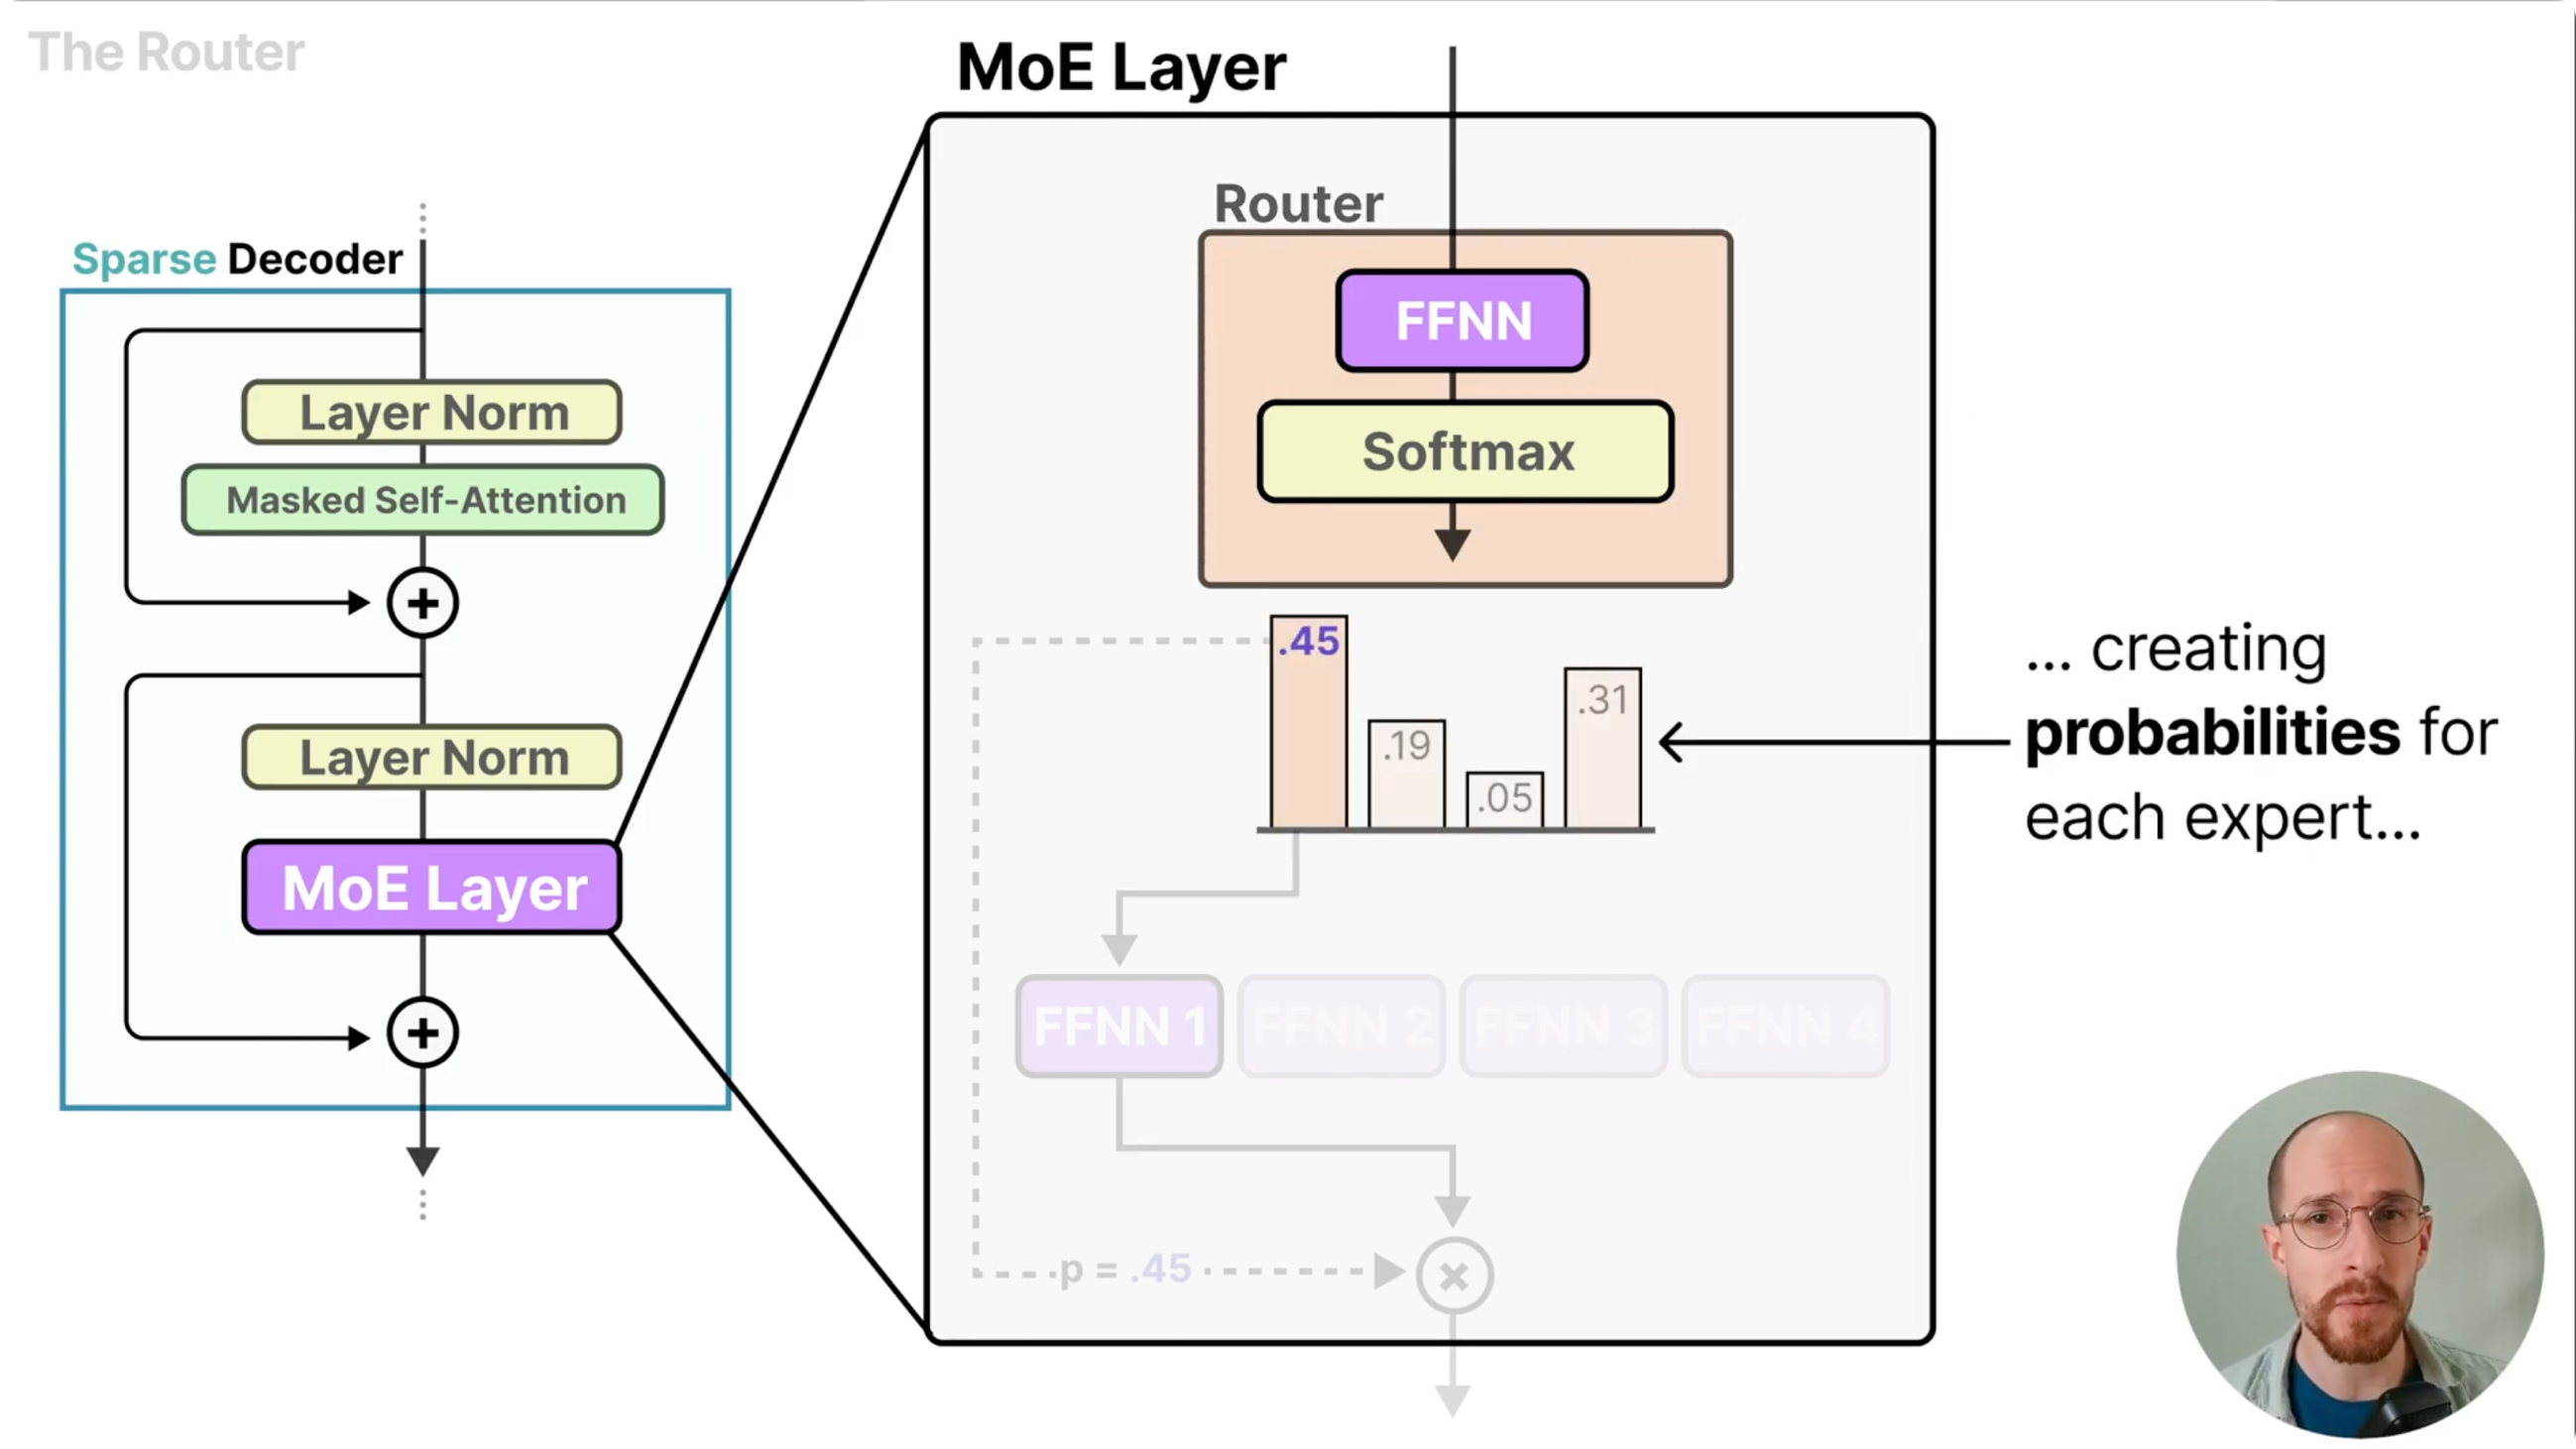 The Router
MoE Layer
Router
Sparse Decoder
FFNN
Layer Norm
Softmax
Masked Self-Attention
+
.45
.19
.05
.31
... creating
probabilities for
each expert...
Layer Norm
MoE Layer
FFNN 1
FFNN 2
FFNN 3
FFNN 4
+
p = .45
×